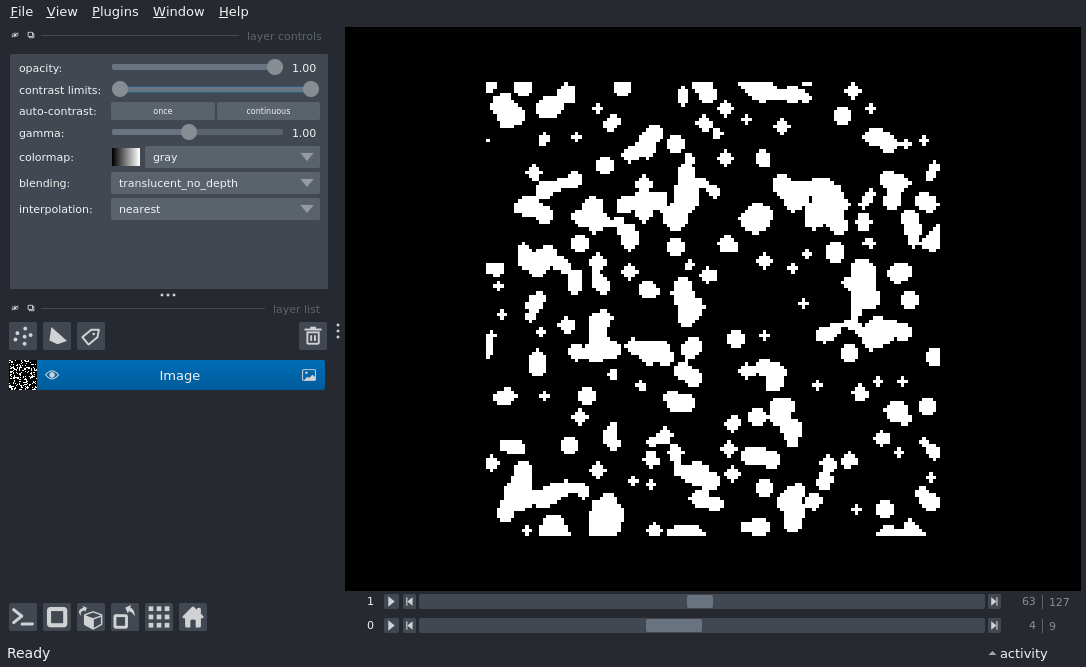 File View Plugins Window Help
layer controls
opacity: 1.00
contrast limits:
auto-contrast: once continuous
gamma: 1.00
colormap: gray
blending: translucent_no_depth
interpolation: nearest
layer list
Image
1 63 127
0 4 9
Ready activity